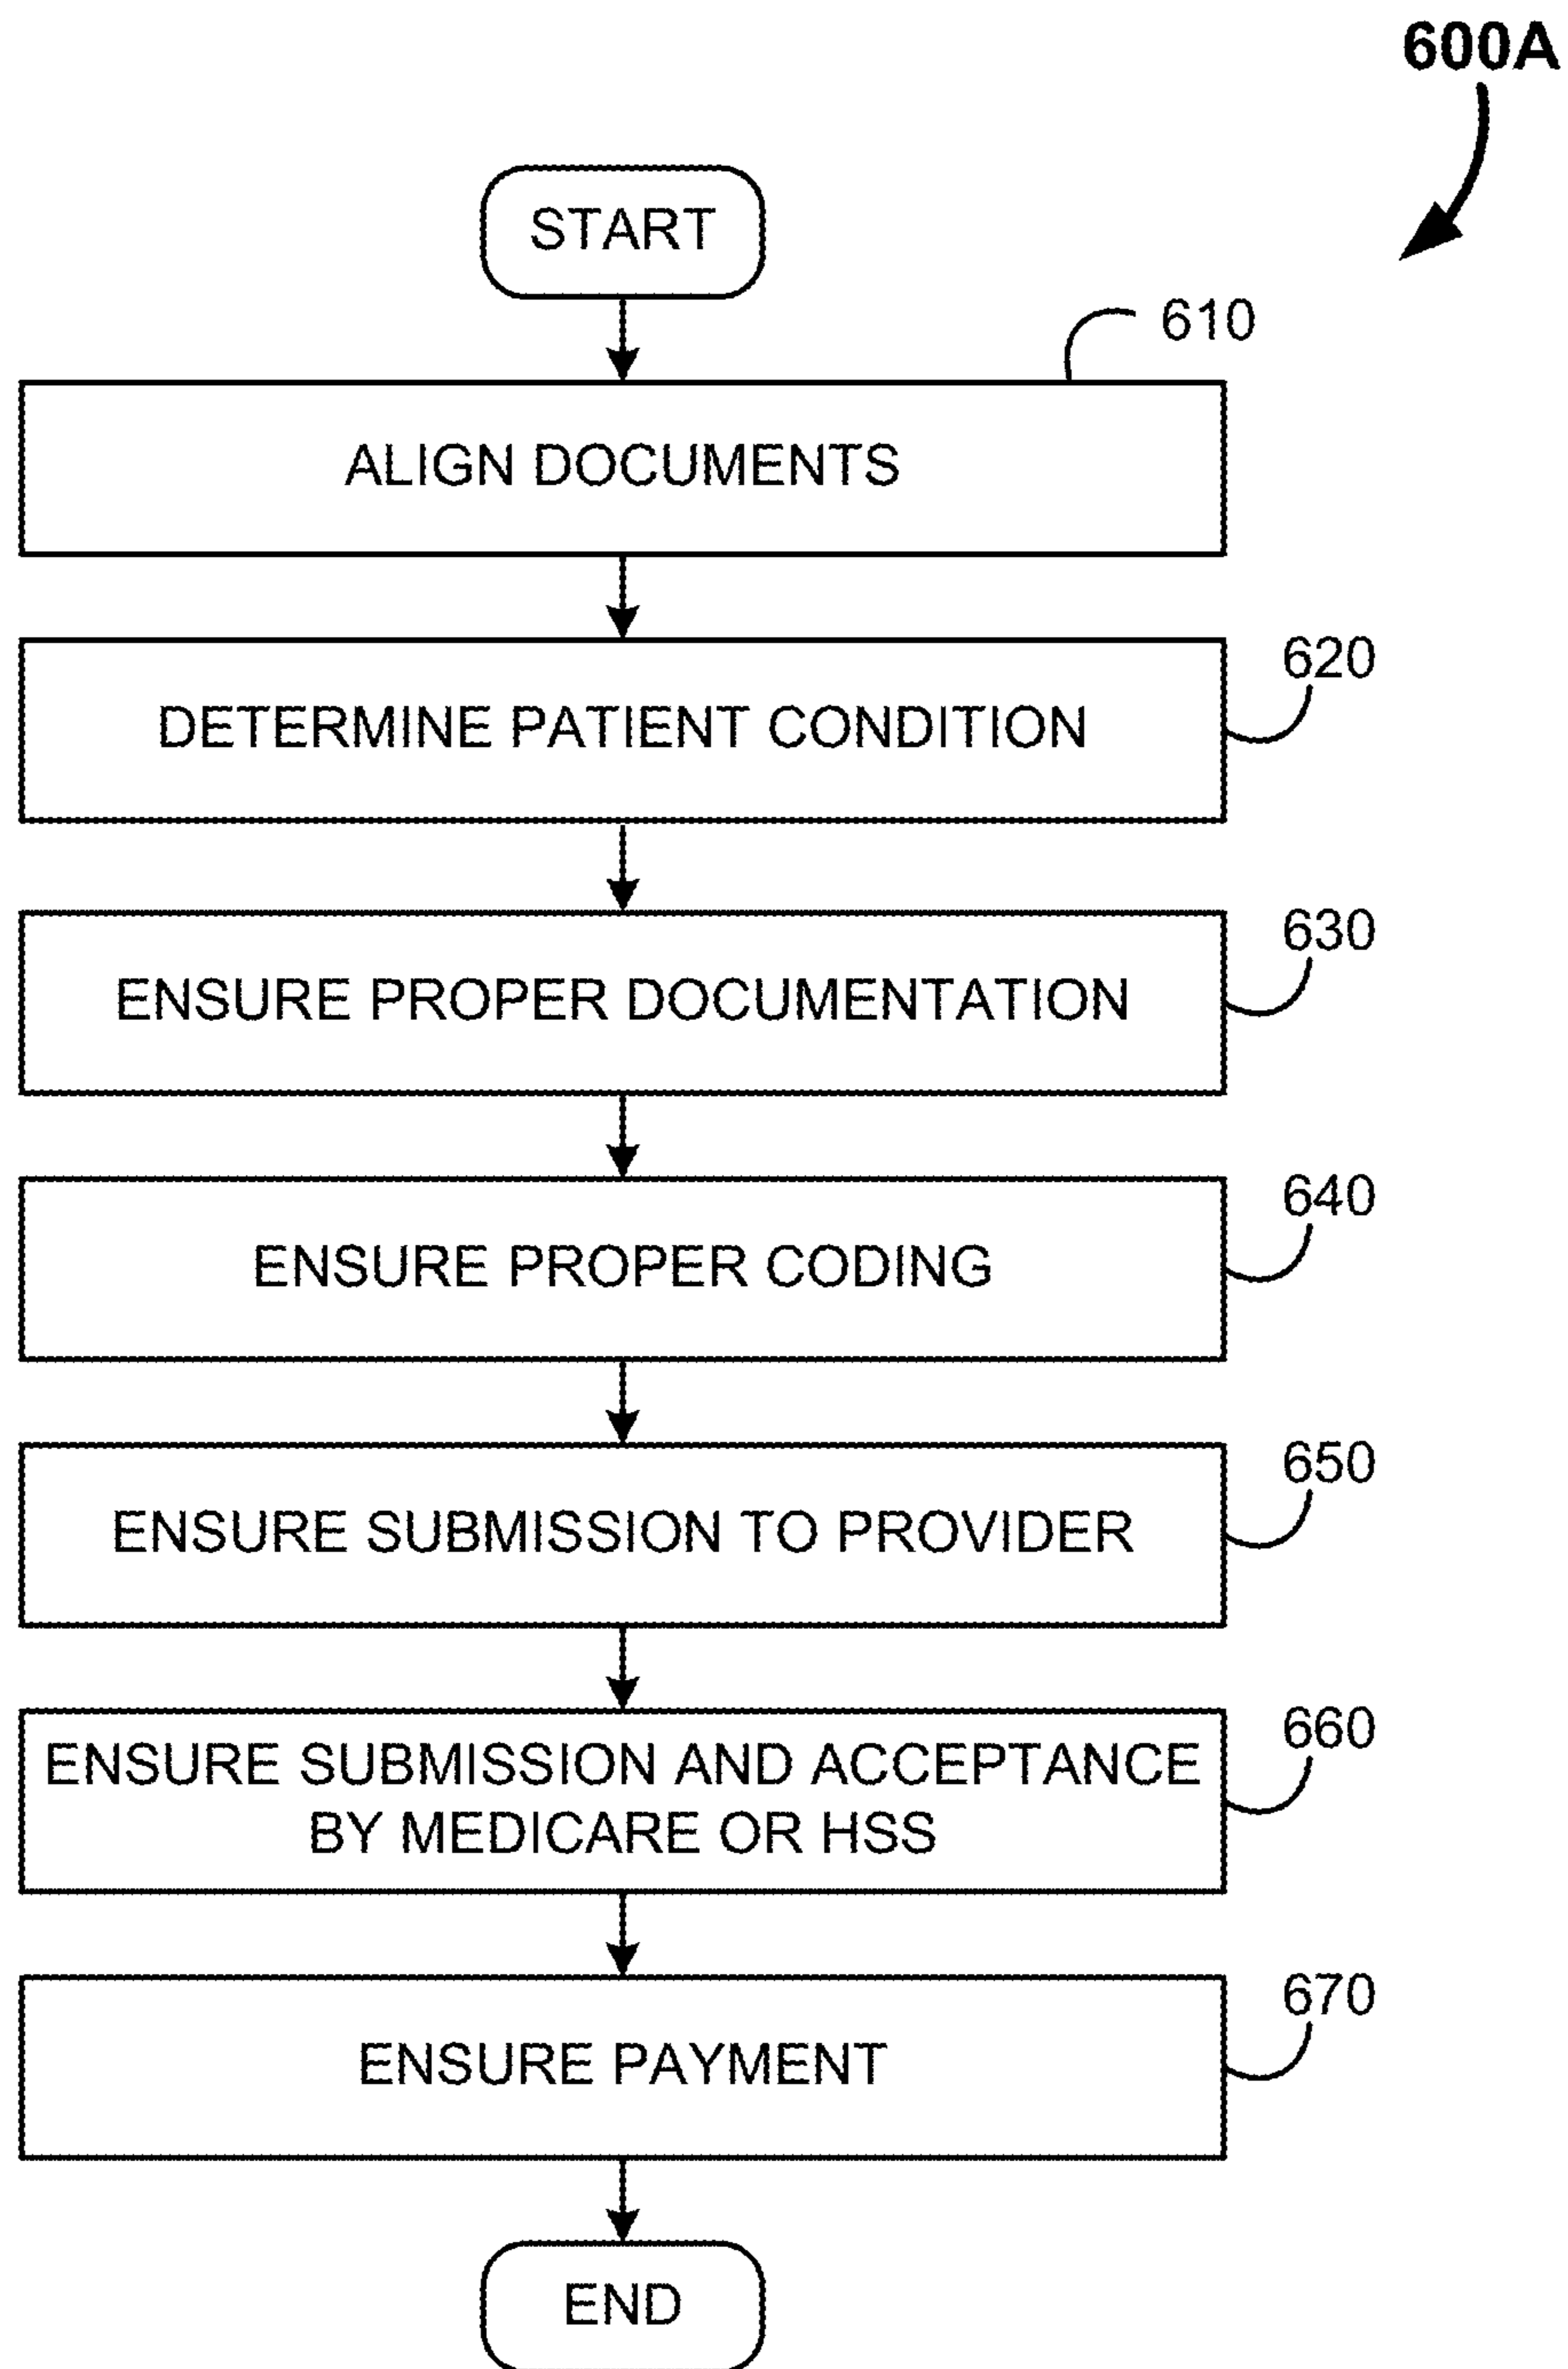 600A
START
610
ALIGN DOCUMENTS
620
DETERMINE PATIENT CONDITION
630
ENSURE PROPER DOCUMENTATION
640
ENSURE PROPER CODING
650
ENSURE SUBMISSION TO PROVIDER
660
ENSURE SUBMISSION AND ACCEPTANCE
BY MEDICARE OR HSS
670
ENSURE PAYMENT
END